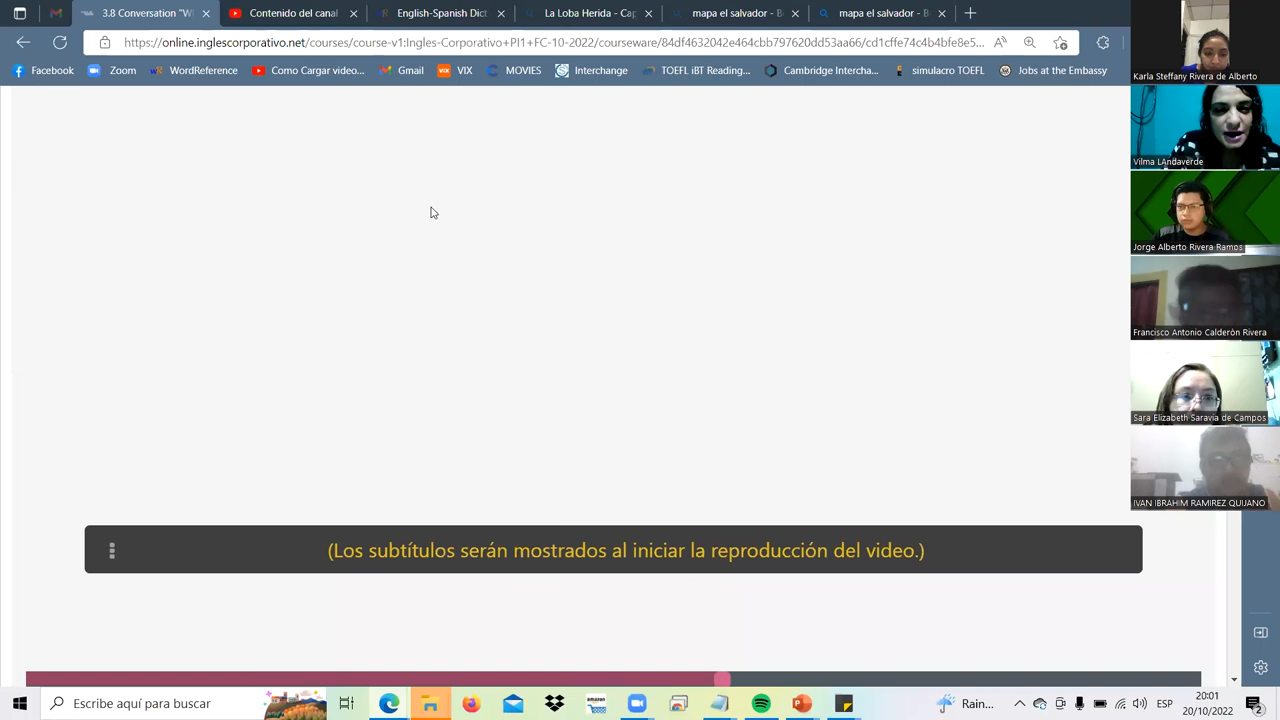 3.8 Conversation "Wl
Contenido del canal
English-Spanish Dict
La Loba Herida - Cap
mapa el salvador - B
mapa el salvador - B
https://online.inglescorporativo.net/courses/course-v1:Ingles-Corporativo+PI1+FC-10-2022/courseware/84df4632042e464cbb797620dd53aa66/cd1cffe74c4b4bfe8e5...
Facebook
Zoom
WordReference
Como Cargar video...
Gmail
VIX
MOVIES
Interchange
TOEFL iBT Reading...
Cambridge Intercha...
simulacro TOEFL
Jobs at the Embassy
Karla Steffany Rivera de Alberto
Vilma LAndaverde
Jorge Alberto Rivera Ramos
Francisco Antonio Calderón Rivera
Sara Elizabeth Saravia de Campos
IVAN IBRAHIM RAMIREZ QUIJANO
(Los subtítulos serán mostrados al iniciar la reproducción del video.)
Escribe aquí para buscar
Rain...
ESP
20:01
20/10/2022
2